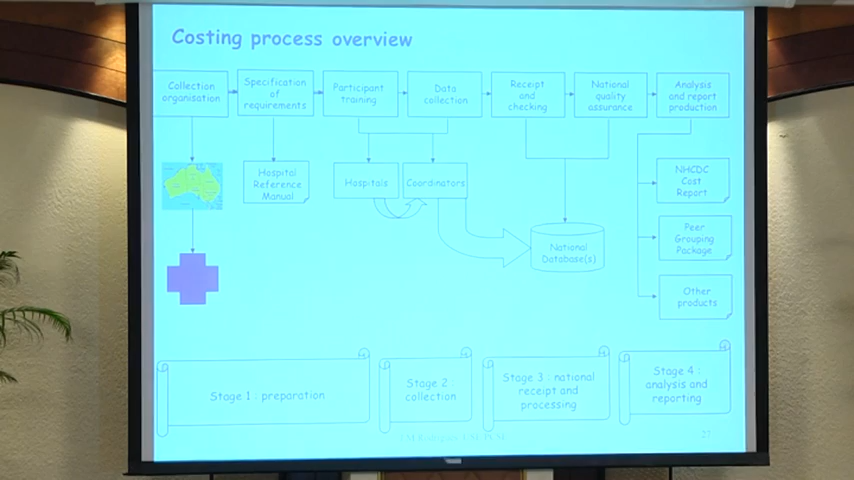 Costing process overview
Collection
organisation
Specification
of
requirements
Participant
training
Data
collection
Receipt
and
checking
National
quality
assurance
Analysis
and report
production
Hospital
Reference
Manual
Hospitals
Coordinators
National
Database(s)
NHCDC
Cost
Report
Peer
Grouping
Package
Other
products
Stage 1 : preparation
Stage 2 :
collection
Stage 3 : national
receipt and
processing
Stage 4 :
analysis and
reporting
27